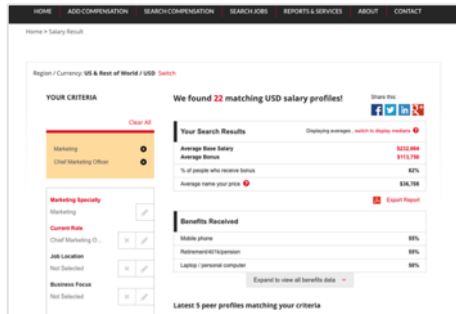 HOME ADD COMPENSATION SEARCH COMPENSATION SEARCH JOBS REPORTS & SERVICES ABOUT CONTACT
Home > Salary Result
Region / Currency: US & Rest of World / USD Switch
YOUR CRITERIA
Clear All
Marketing
Chief Marketing Officer
Marketing Specialty
Marketing
Current Role
Chief Marketing O...
Job Location
Not Selected
Business Focus
Not Selected
We found 22 matching USD salary profiles!
Share this:
Your Search Results Displaying averages , switch to display medians
Average Base Salary $232,984
Average Bonus $113,750
% of people who receive bonus 82%
Average name your price $36,708
Export Report
Benefits Received
Mobile phone 55%
Retirement/401k/pension 55%
Laptop / personal computer 50%
Expand to view all benefits data
Latest 5 peer profiles matching your criteria